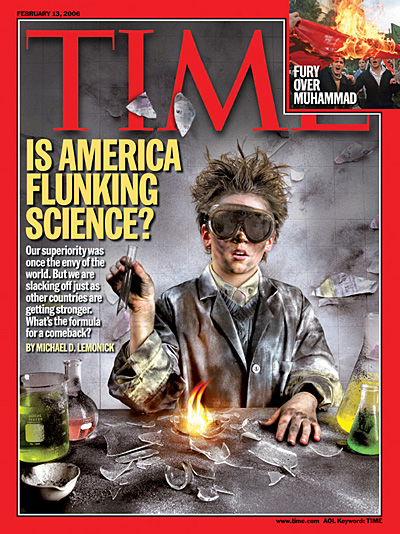 FEBRUARY 13, 2006
TIME
FURY
OVER
MUHAMMAD
IS AMERICA
FLUNKING
SCIENCE?
Our superiority was
once the envy of the
world. But we are
slacking off just as
other countries are
getting stronger.
What's the formula
for a comeback?
BY MICHAEL D. LEMONICK
www.time.com AOL Keyword: TIME